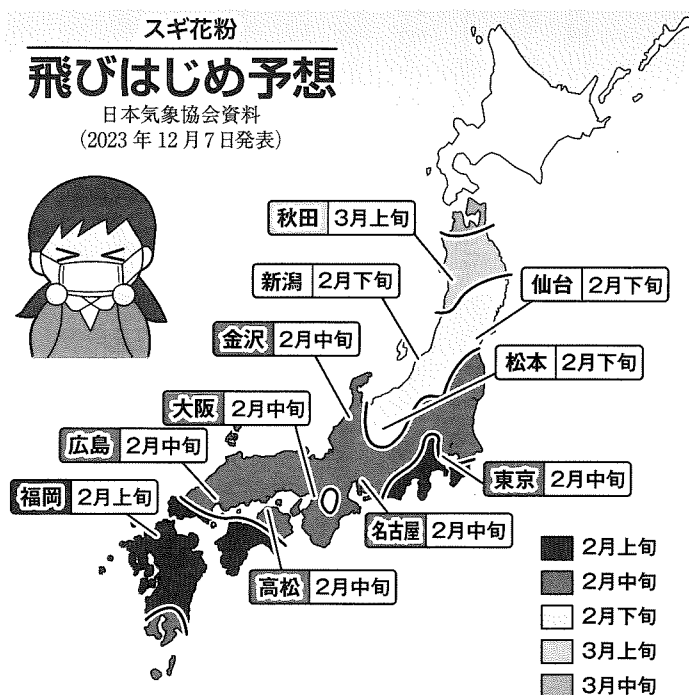 スギ花粉
飛びはじめ予想
日本気象協会資料
(2023年12月7日発表)
秋田 3月上旬
新潟 2月下旬
仙台 2月下旬
金沢 2月中旬
松本 2月下旬
大阪 2月中旬
広島 2月中旬
東京 2月中旬
福岡 2月上旬
名古屋 2月中旬
高松 2月中旬
2月上旬
2月中旬
2月下旬
3月上旬
3月中旬